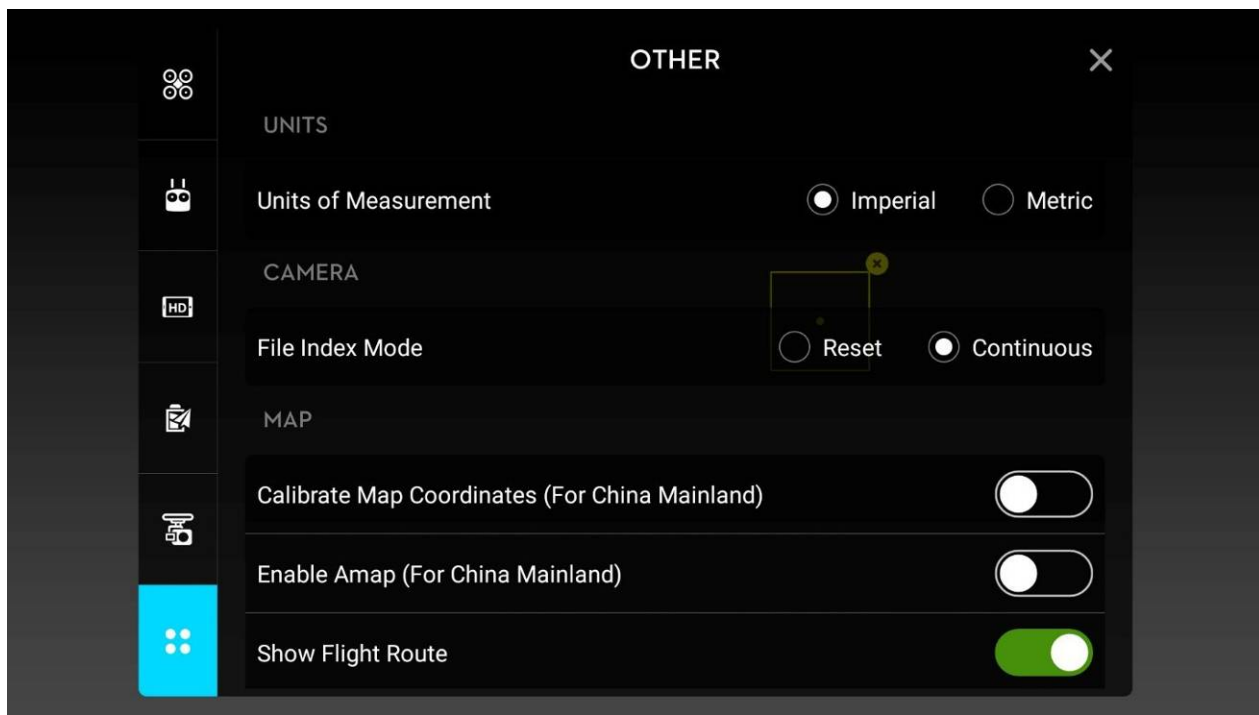 OTHER
UNITS
Units of Measurement Imperial Metric
CAMERA
HD
File Index Mode Reset Continuous
MAP
Calibrate Map Coordinates (For China Mainland)
Enable Amap (For China Mainland)
Show Flight Route